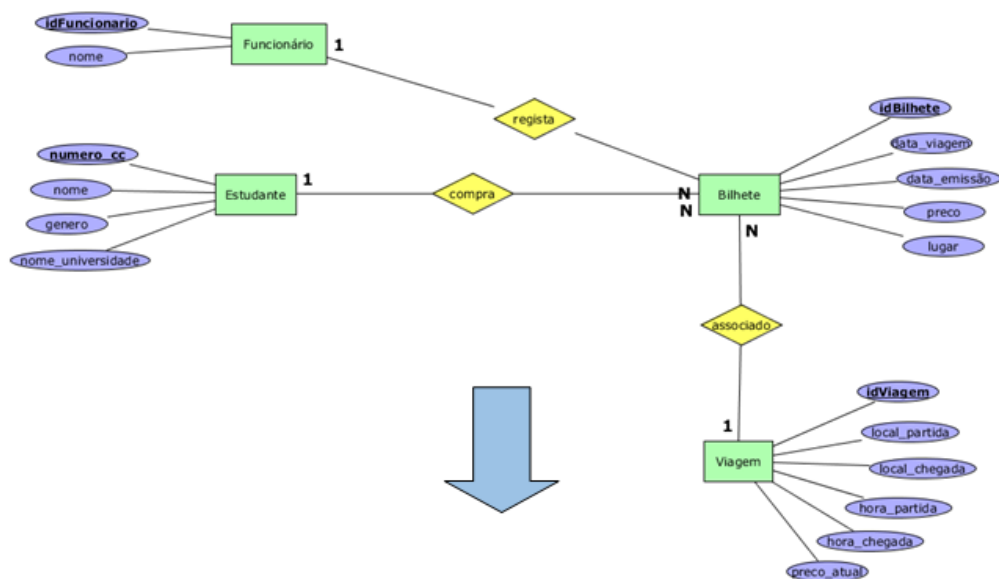 idFuncionario
nome
Funcionário
1
regista
numero_cc
nome
genero
nome_universidade
Estudante
1
compra
N
N
Bilhete
N
idBilhete
data_viagem
data_emissão
preco
lugar
associado
1
Viagem
idViagem
local_partida
local_chegada
hora_partida
hora_chegada
preco_atual